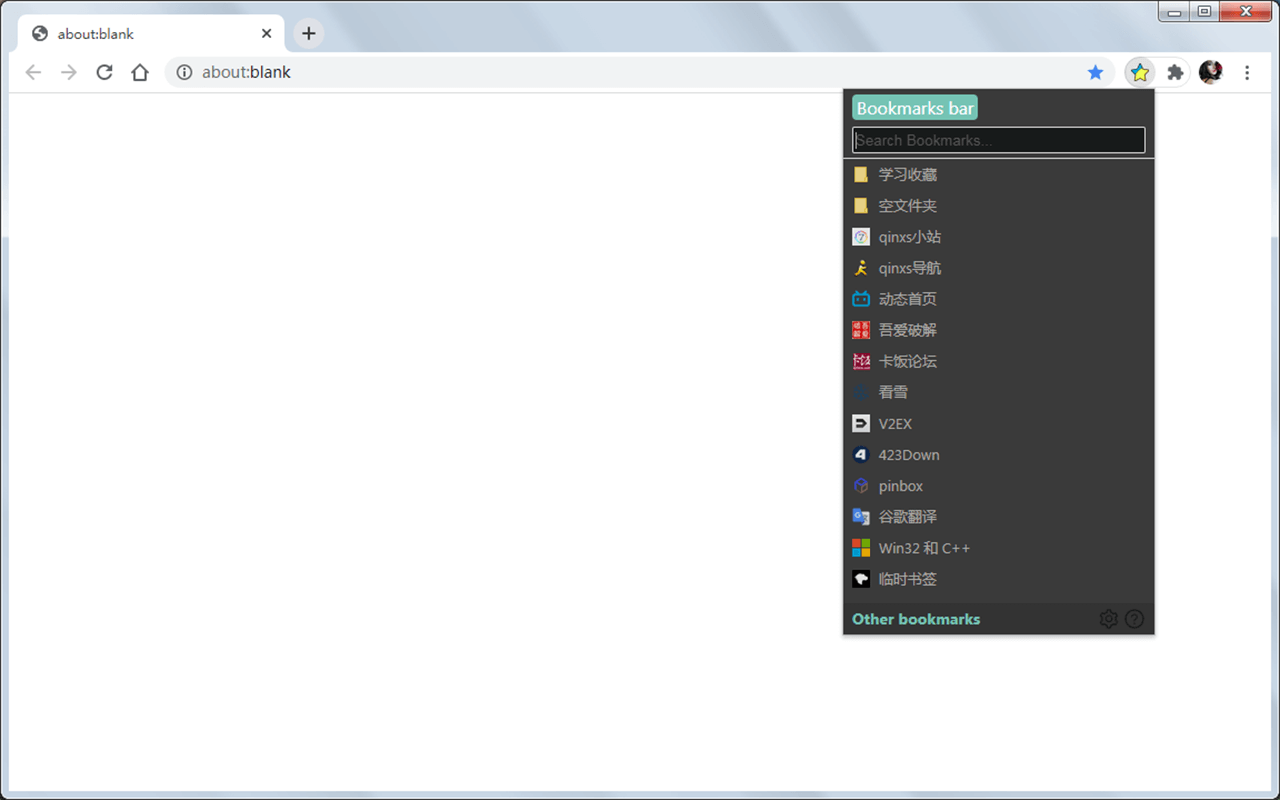 about:blank
about:blank
Bookmarks bar
Search Bookmarks...
学习收藏
空文件夹
qinxs小站
qinxs导航
动态首页
吾爱破解
卡饭论坛
看雪
V2EX
423Down
pinbox
谷歌翻译
Win32 和 C++
临时书签
Other bookmarks